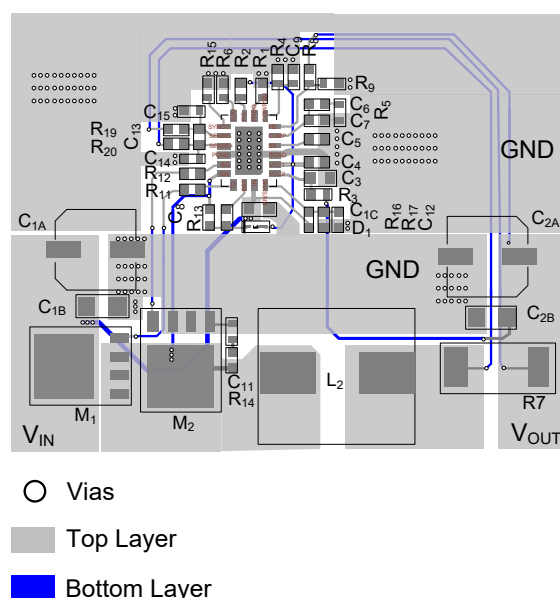 R15
R6
R2
R1
R4
C9
R8
R9
C15
C13
R19
R20
C14
R12
R11
C6
C7
R5
C5
C4
C3
R3
GND
R13
C1C
D1
R16
R17
C12
C1A
C2A
GND
C1B
C2B
C11
R14
L2
R7
M1
M2
VIN
VOUT
Vias
Top Layer
Bottom Layer